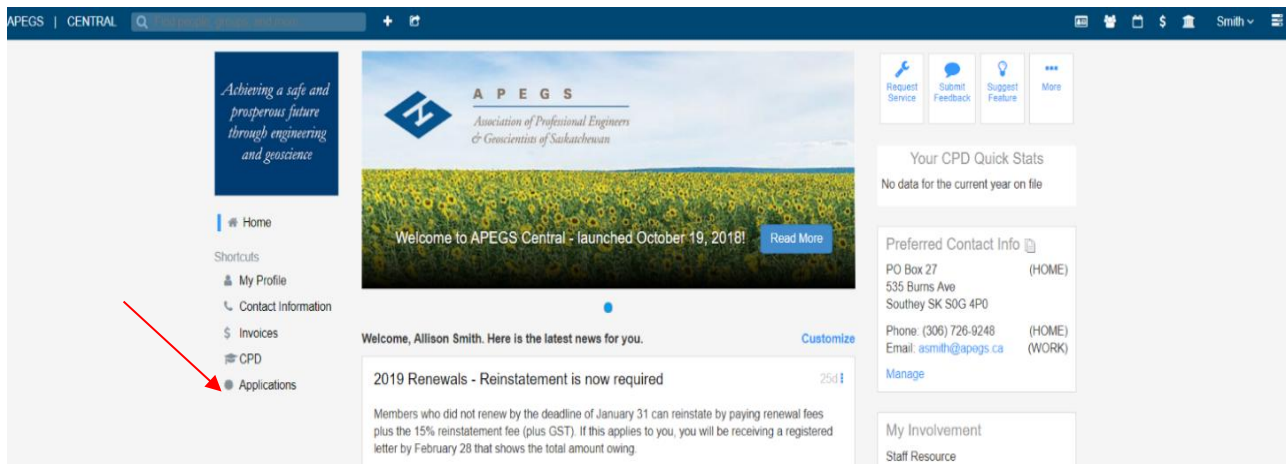 APEGS | CENTRAL
Find people, groups, and more...
Smith
Achieving a safe and
prosperous future
through engineering
and geoscience
Home
Shortcuts
My Profile
Contact Information
$ Invoices
CPD
Applications
A P E G S
Association of Professional Engineers
& Geoscientists of Saskatchewan
Welcome to APEGS Central - launched October 19, 2018!
Read More
Welcome, Allison Smith. Here is the latest news for you.
Customize
2019 Renewals - Reinstatement is now required
25d
Members who did not renew by the deadline of January 31 can reinstate by paying renewal fees
plus the 15% reinstatement fee (plus GST). If this applies to you, you will be receiving a registered
letter by February 28 that shows the total amount owing.
Request
Service
Submit
Feedback
Suggest
Feature
More
Your CPD Quick Stats
No data for the current year on file
Preferred Contact Info
PO Box 27 (HOME)
535 Burns Ave
Southey SK S0G 4P0
Phone: (306) 726-9248 (HOME)
Email: asmith@apegs.ca (WORK)
Manage
My Involvement
Staff Resource